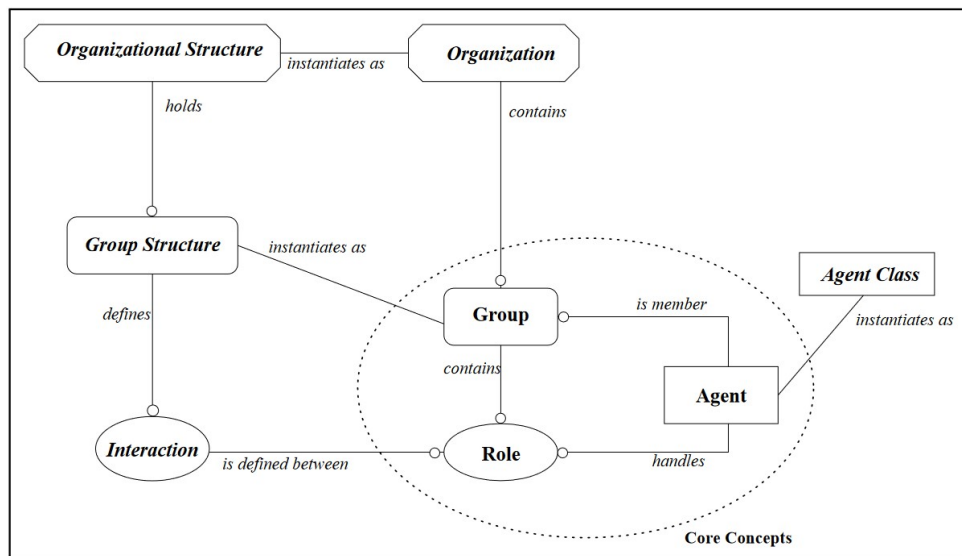 Organizational Structure
instantiates as
Organization
holds
contains
Group Structure
instantiates as
Agent Class
defines
Group
is member
instantiates as
contains
Agent
Interaction
is defined between
Role
handles
Core Concepts